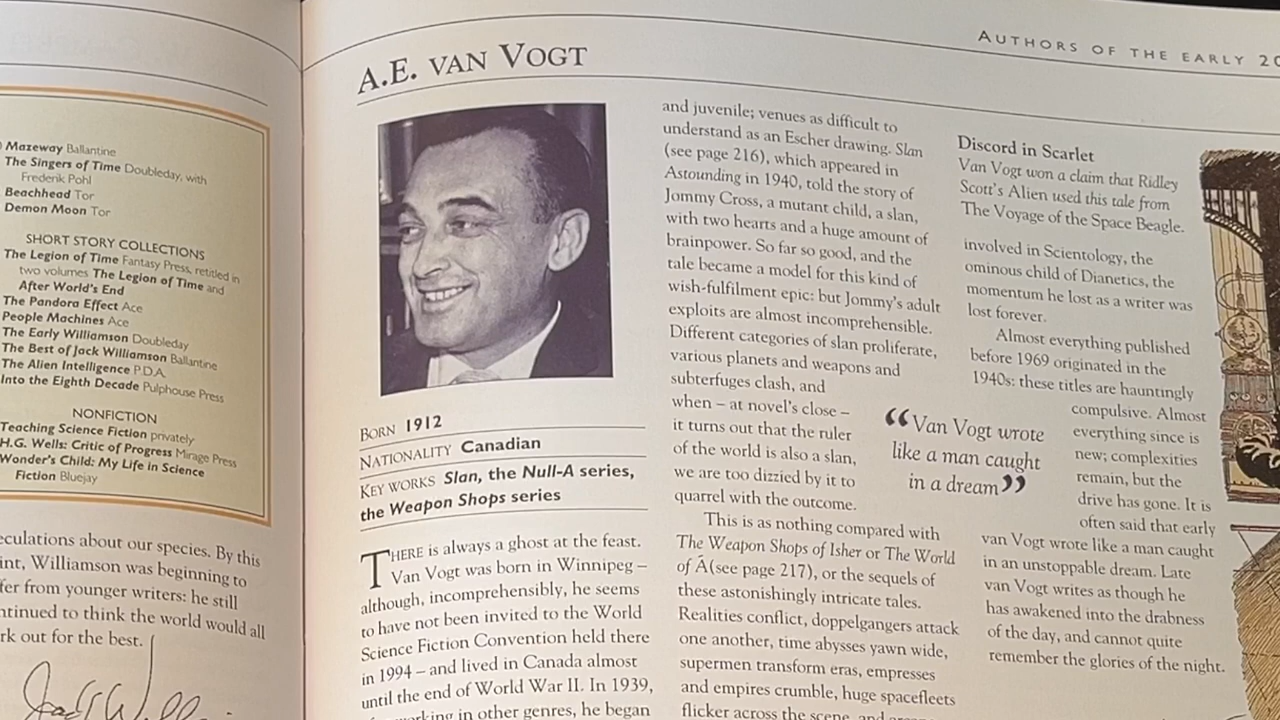 Mazeway Ballantine
The Singers of Time Doubleday, with
Frederik Pohl
Beachhead Tor
Demon Moon Tor
SHORT STORY COLLECTIONS
The Legion of Time Fantasy Press, retitled in
two volumes The Legion of Time and
After World's End
The Pandora Effect Ace
People Machines Ace
The Early Williamson Doubleday
The Best of Jack Williamson Ballantine
The Alien Intelligence P.D.A.
Into the Eighth Decade Pulphouse Press
NONFICTION
Teaching Science Fiction privately
H.G. Wells: Critic of Progress Mirage Press
Wonder's Child: My Life in Science
Fiction Bluejay
about our species. By this
Williamson was beginning to
from younger writers: he still
to think the world would all
out for the best.
A.E. VAN VOGT
BORN 1912
NATIONALITY Canadian
KEY WORKS Slan, the Null-A series,
the Weapon Shops series
THERE is always a ghost at the feast.
Van Vogt was born in Winnipeg –
although, incomprehensibly, he seems
to have not been invited to the World
Science Fiction Convention held there
in 1994 – and lived in Canada almost
until the end of World War II. In 1939,
in other genres, he began
and juvenile; venues as difficult to
understand as an Escher drawing. Slan
(see page 216), which appeared in
Astounding in 1940, told the story of
Jommy Cross, a mutant child, a slan,
with two hearts and a huge amount of
brainpower. So far so good, and the
tale became a model for this kind of
wish-fulfilment epic: but Jommy's adult
exploits are almost incomprehensible.
Different categories of slan proliferate,
various planets and weapons and
subterfuges clash, and
when – at novel's close –
it turns out that the ruler
of the world is also a slan,
we are too dizzied by it to
quarrel with the outcome.
This is as nothing compared with
The Weapon Shops of Isher or The World
of Ā (see page 217), or the sequels of
these astonishingly intricate tales.
Realities conflict, doppelgangers attack
one another, time abysses yawn wide,
supermen transform eras, empresses
and empires crumble, huge spacefleets
flicker across the scene, and
“Van Vogt wrote
like a man caught
in a dream”
AUTHORS OF THE EARLY
Discord in Scarlet
Van Vogt won a claim that Ridley
Scott's Alien used this tale from
The Voyage of the Space Beagle.
involved in Scientology, the
ominous child of Dianetics, the
momentum he lost as a writer was
lost forever.
Almost everything published
before 1969 originated in the
1940s: these titles are hauntingly
compulsive. Almost
everything since is
new; complexities
remain, but the
drive has gone. It is
often said that early
van Vogt wrote like a man caught
in an unstoppable dream. Late
van Vogt writes as though he
has awakened into the drabness
of the day, and cannot quite
remember the glories of the night.